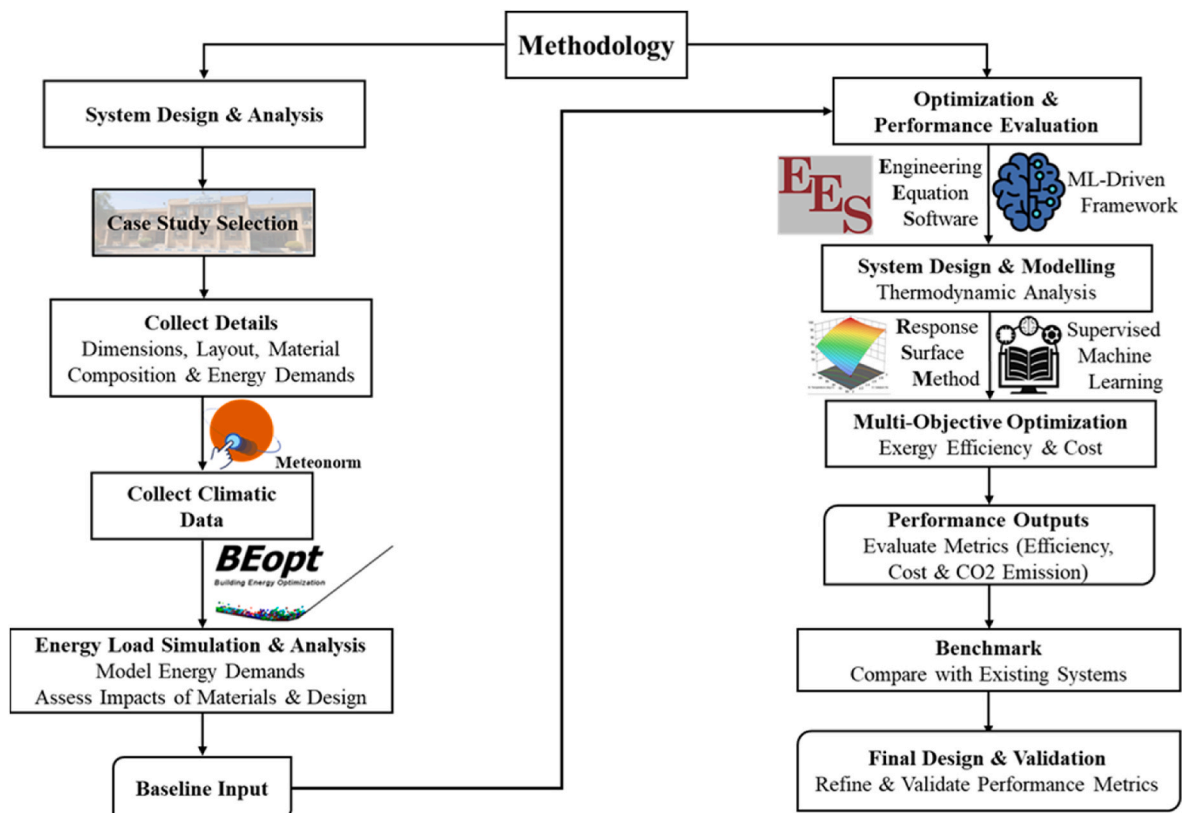 Methodology
System Design & Analysis
Case Study Selection
Collect Details
Dimensions, Layout, Material
Composition & Energy Demands
Meteonorm
Collect Climatic
Data
BEopt
Building Energy Optimization
Energy Load Simulation & Analysis
Model Energy Demands
Assess Impacts of Materials & Design
Baseline Input
Optimization &
Performance Evaluation
EES
Engineering
Equation
Software
ML-Driven
Framework
System Design & Modelling
Thermodynamic Analysis
Response
Surface
Method
Supervised
Machine
Learning
Multi-Objective Optimization
Exergy Efficiency & Cost
Performance Outputs
Evaluate Metrics (Efficiency,
Cost & CO2 Emission)
Benchmark
Compare with Existing Systems
Final Design & Validation
Refine & Validate Performance Metrics